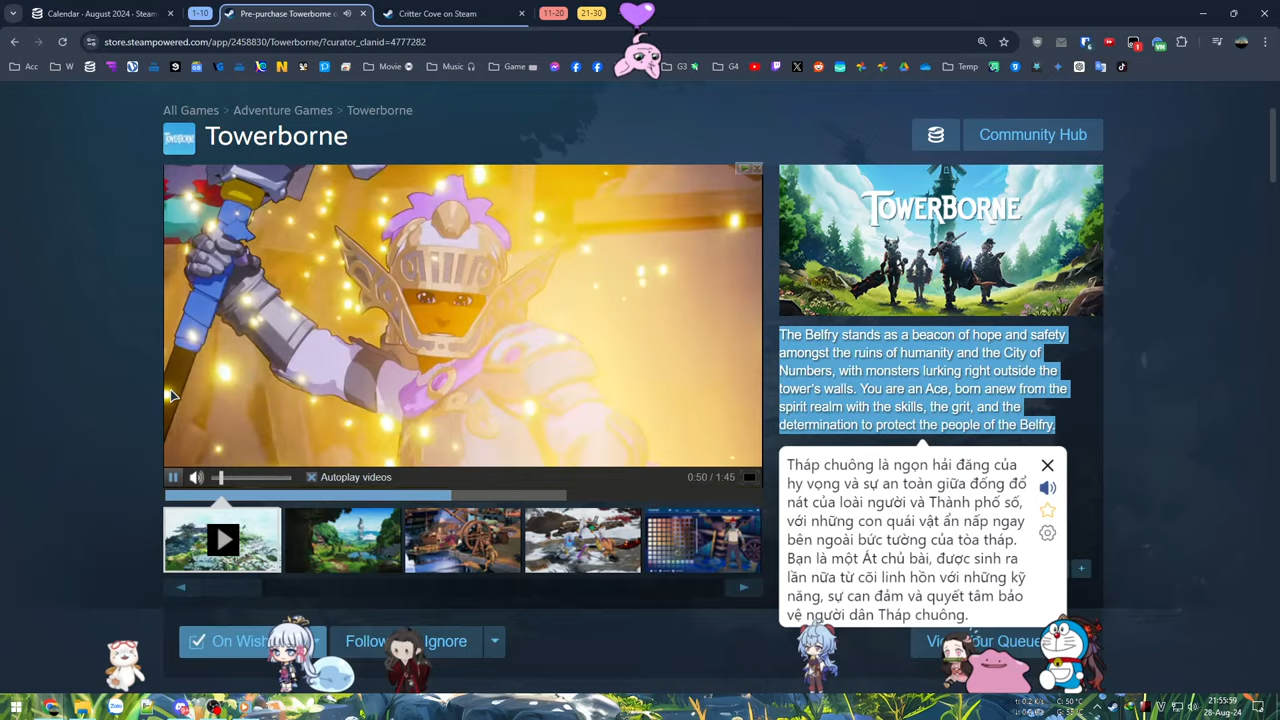 Calendar · August 2024 - Steam
1-10
Pre-purchase Towerborne o
Critter Cove on Steam
11-20
21-30
store.steampowered.com/app/2458830/Towerborne/?curator_clanid=4777282
Acc
W
Movie
Music
Game
G3
G4
Temp
All Games > Adventure Games > Towerborne
Towerborne
Community Hub
TOWERBORNE
The Belfry stands as a beacon of hope and safety
amongst the ruins of humanity and the City of
Numbers, with monsters lurking right outside the
tower's walls. You are an Ace, born anew from the
spirit realm with the skills, the grit, and the
determination to protect the people of the Belfry.
Autoplay videos
0:50 / 1:45
Tháp chuông là ngọn hải đăng của
hy vọng và sự an toàn giữa đống đổ
nát của loài người và Thành phố số,
với những con quái vật ẩn nấp ngay
bên ngoài bức tường của tòa tháp.
Bạn là một Át chủ bài, được sinh ra
lần nữa từ cõi linh hồn với những kỹ
năng, sự can đảm và quyết tâm bảo
vệ người dân Tháp chuông.
On Wish
Follow
Ignore
Zalo
21:55:59
28-Aug-24